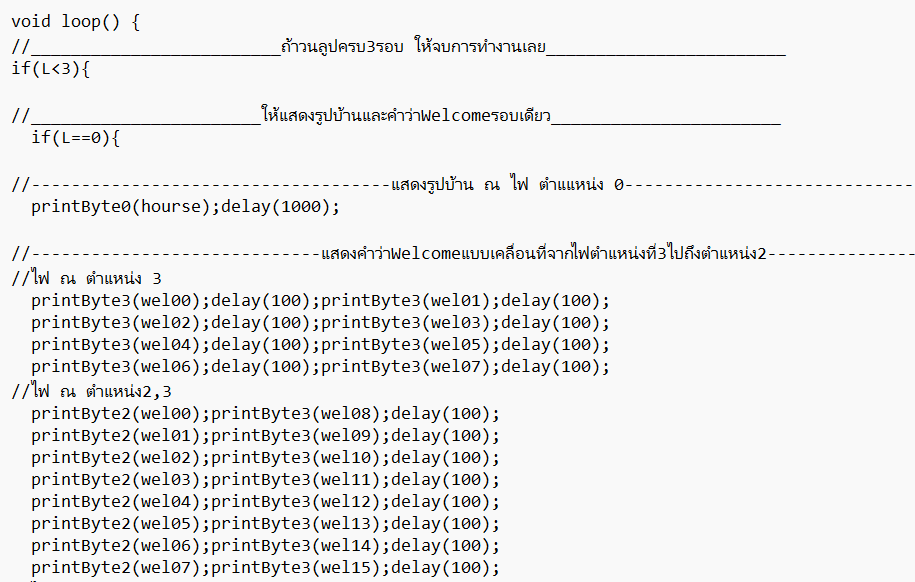 void loop() {
//_________________________ถ้าวนลูปครบ3รอบ ให้จบการทำงานเลย________________________
if(L<3){
//_______________________ให้แสดงรูปบ้านและคำว่าWelcomeรอบเดียว_______________________
if(L==0){
//------------------------------------แสดงรูปบ้าน ณ ไฟ ตำแแหน่ง 0-----------------------------
printByte0(hourse);delay(1000);
//-----------------------------แสดงคำว่าWelcomeแบบเคลื่อนที่จากไฟตำแหน่งที่3ไปถึงตำแหน่ง2---------------
//ไฟ ณ ตำแหน่ง 3
printByte3(wel00);delay(100);printByte3(wel01);delay(100);
printByte3(wel02);delay(100);printByte3(wel03);delay(100);
printByte3(wel04);delay(100);printByte3(wel05);delay(100);
printByte3(wel06);delay(100);printByte3(wel07);delay(100);
//ไฟ ณ ตำแหน่ง2,3
printByte2(wel00);printByte3(wel08);delay(100);
printByte2(wel01);printByte3(wel09);delay(100);
printByte2(wel02);printByte3(wel10);delay(100);
printByte2(wel03);printByte3(wel11);delay(100);
printByte2(wel04);printByte3(wel12);delay(100);
printByte2(wel05);printByte3(wel13);delay(100);
printByte2(wel06);printByte3(wel14);delay(100);
printByte2(wel07);printByte3(wel15);delay(100);